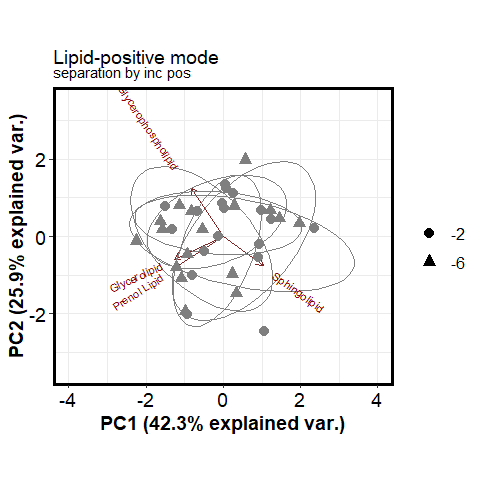 Lipid-positive mode
separation by inc pos
Glycerophospholipid
Glycerolipid
Prenol Lipid
Sphingolipid
2
0
-2
-4
-2
0
2
4
PC1 (42.3% explained var.)
PC2 (25.9% explained var.)
-2
-6